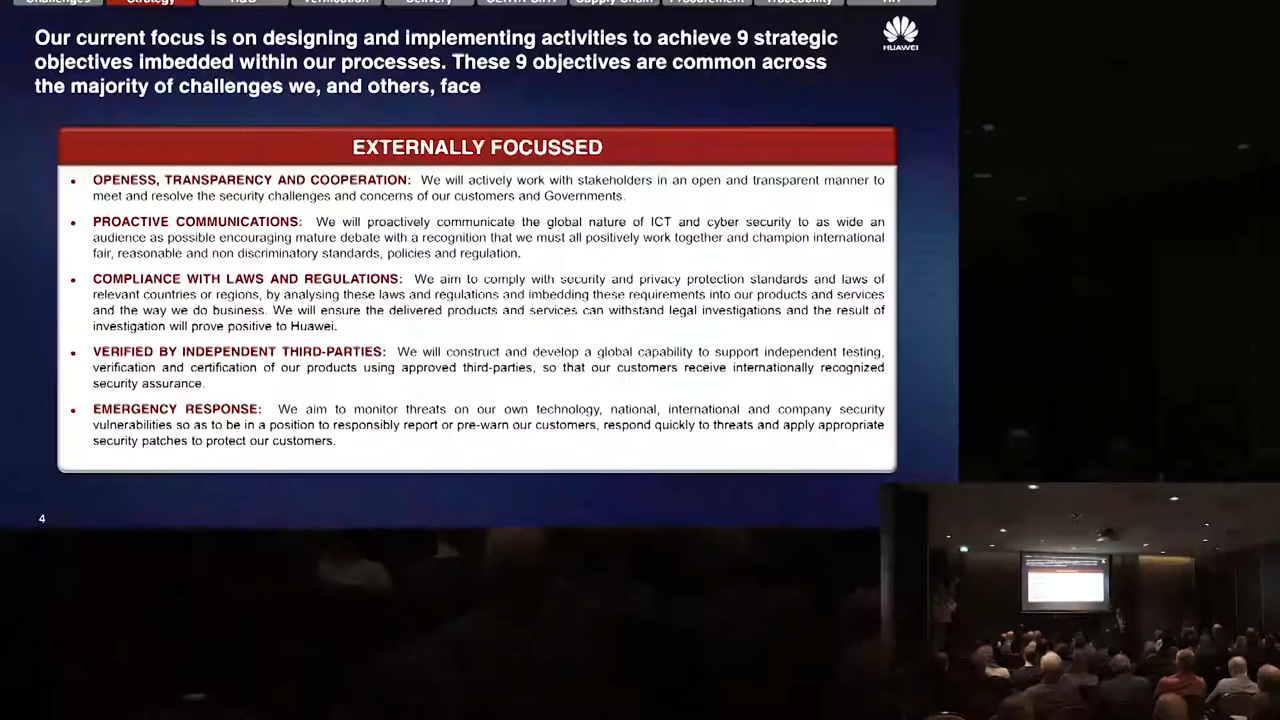 Challenges Strategy R&D Verification Delivery CERT/PSIRT Supply Chain Procurement Traceability
Our current focus is on designing and implementing activities to achieve 9 strategic
objectives imbedded within our processes. These 9 objectives are common across
the majority of challenges we, and others, face
HUAWEI
EXTERNALLY FOCUSSED
• OPENESS, TRANSPARENCY AND COOPERATION: We will actively work with stakeholders in an open and transparent manner to
meet and resolve the security challenges and concerns of our customers and Governments.
• PROACTIVE COMMUNICATIONS: We will proactively communicate the global nature of ICT and cyber security to as wide an
audience as possible encouraging mature debate with a recognition that we must all positively work together and champion international
fair, reasonable and non discriminatory standards, policies and regulation.
• COMPLIANCE WITH LAWS AND REGULATIONS: We aim to comply with security and privacy protection standards and laws of
relevant countries or regions, by analysing these laws and regulations and imbedding these requirements into our products and services
and the way we do business. We will ensure the delivered products and services can withstand legal investigations and the result of
investigation will prove positive to Huawei.
• VERIFIED BY INDEPENDENT THIRD-PARTIES: We will construct and develop a global capability to support independent testing,
verification and certification of our products using approved third-parties, so that our customers receive internationally recognized
security assurance.
• EMERGENCY RESPONSE: We aim to monitor threats on our own technology, national, international and company security
vulnerabilities so as to be in a position to responsibly report or pre-warn our customers, respond quickly to threats and apply appropriate
security patches to protect our customers.
4